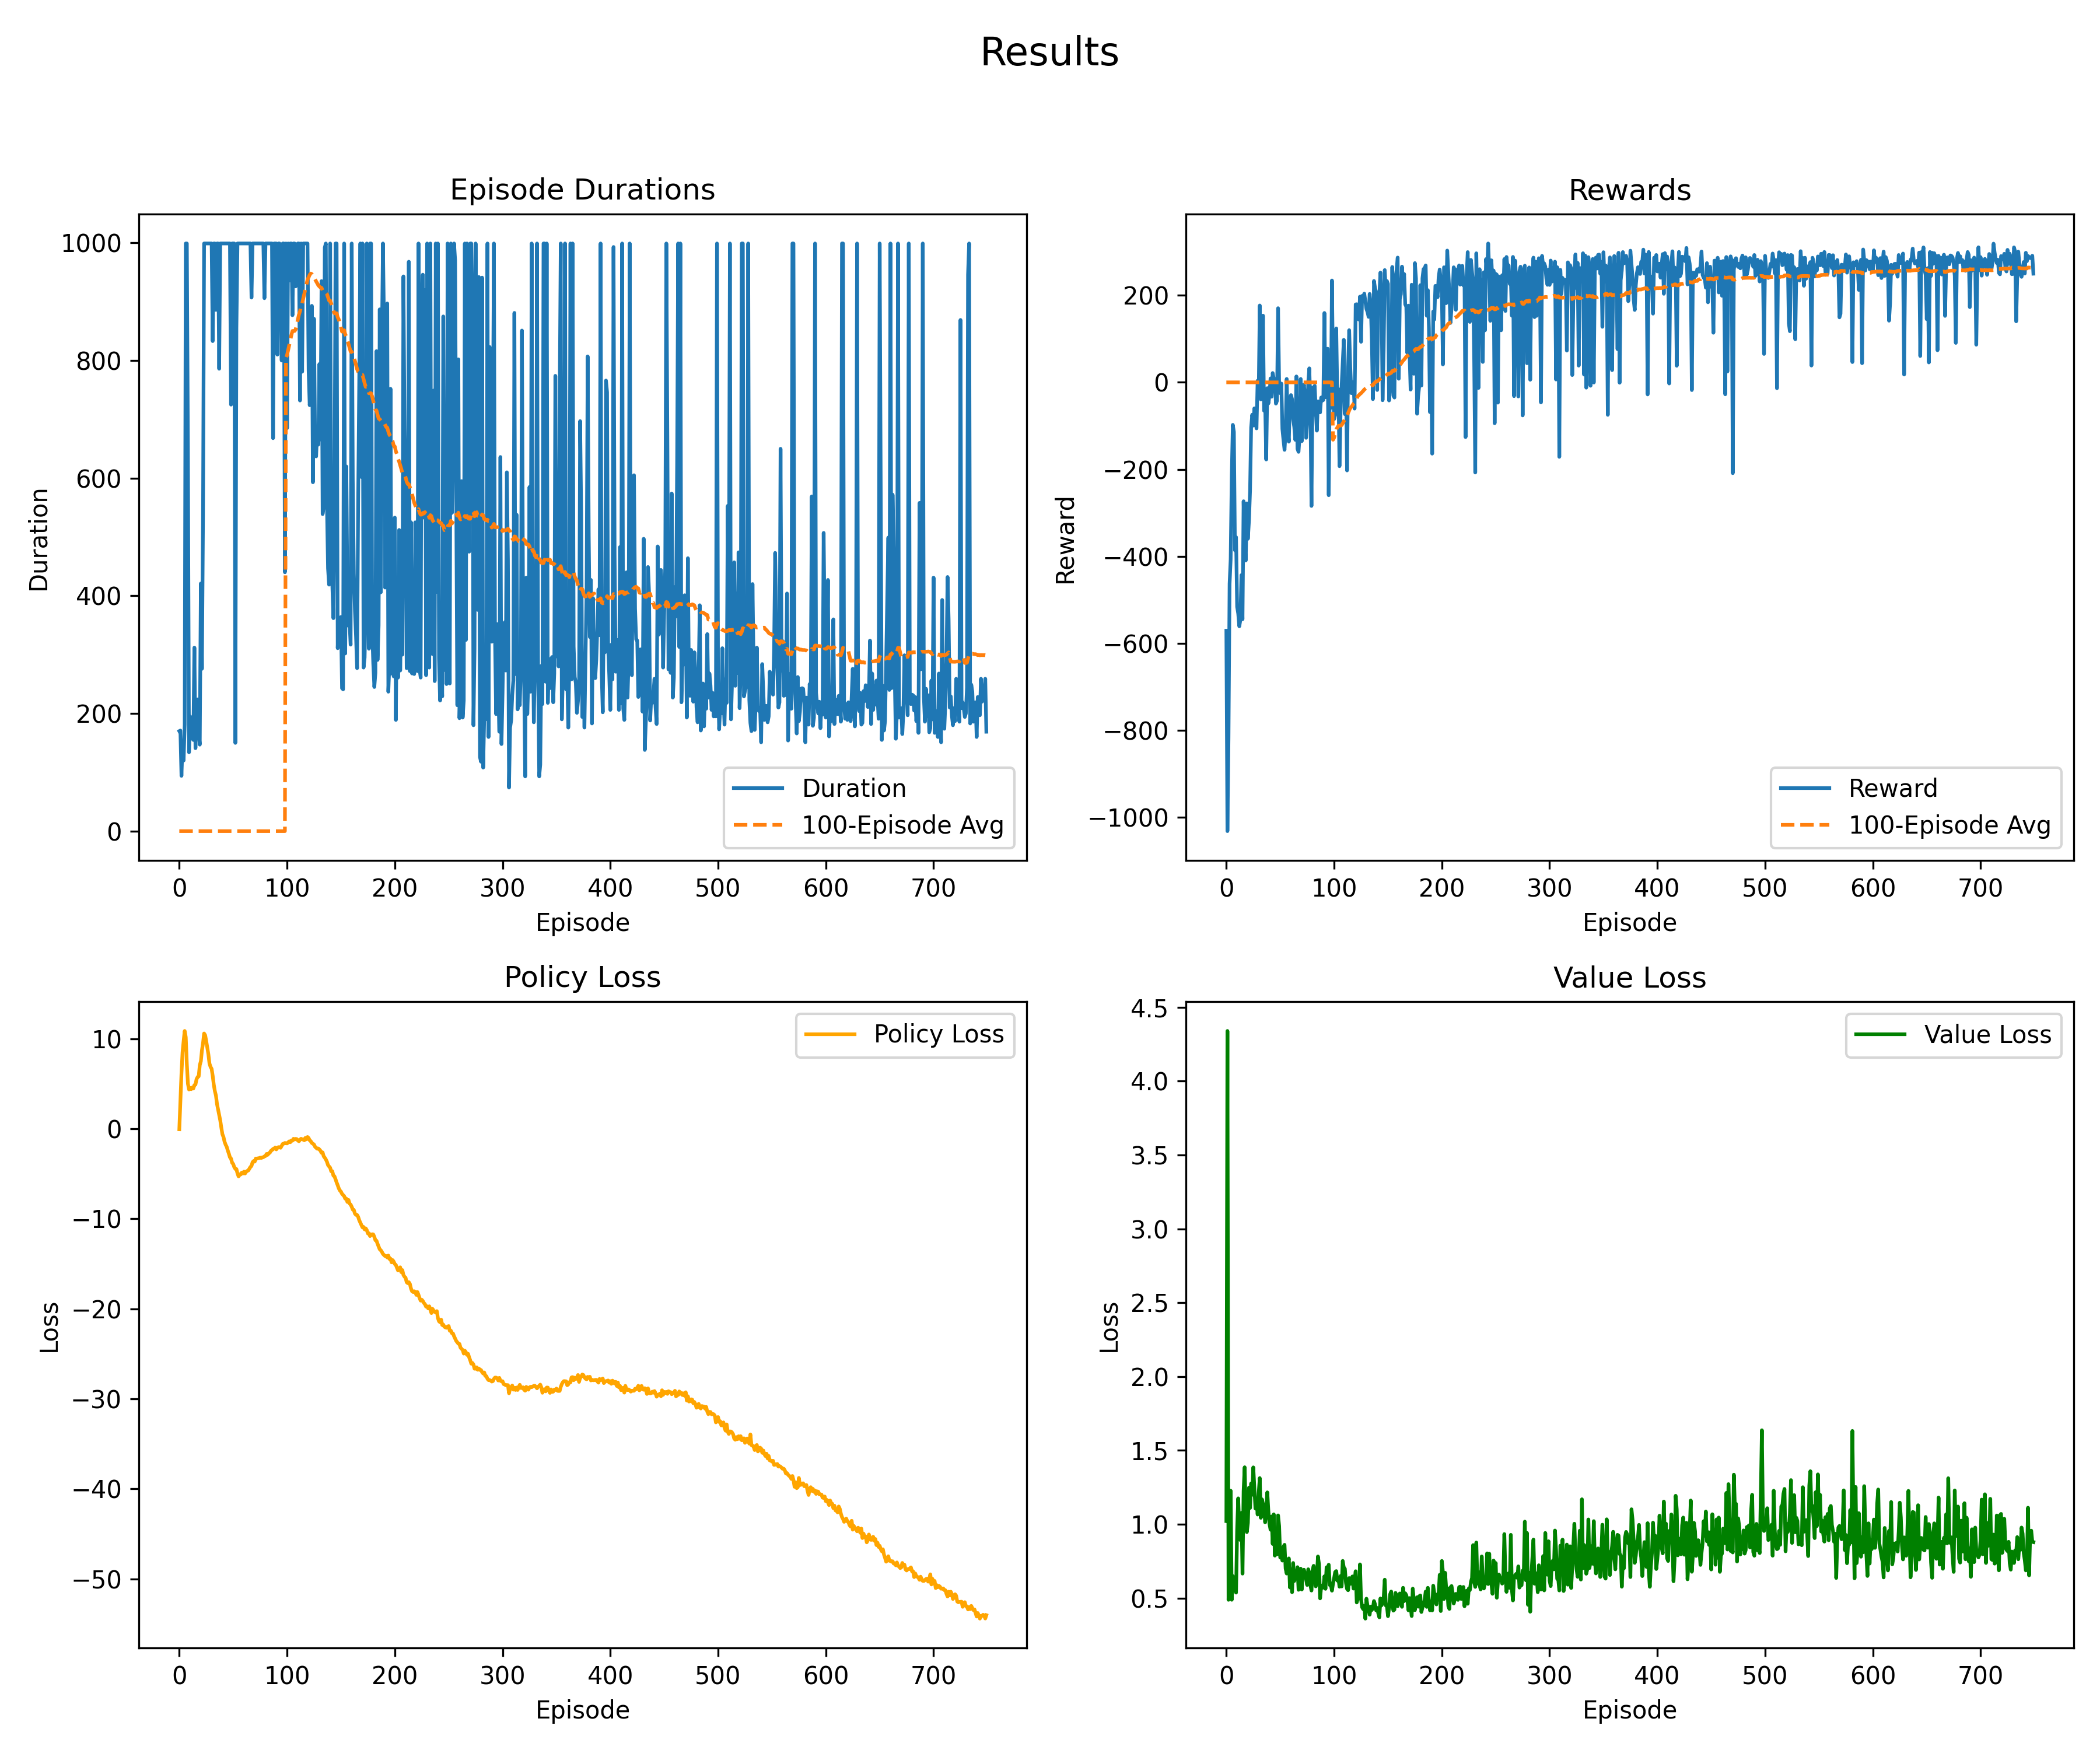 Results
Episode Durations
Duration
1000
800
600
400
200
0
Duration
100-Episode Avg
0 100 200 300 400 500 600 700
Episode
Rewards
Reward
200
0
−200
−400
−600
−800
−1000
Reward
100-Episode Avg
0 100 200 300 400 500 600 700
Episode
Policy Loss
Loss
10
0
−10
−20
−30
−40
−50
Policy Loss
0 100 200 300 400 500 600 700
Episode
Value Loss
Loss
4.5
4.0
3.5
3.0
2.5
2.0
1.5
1.0
0.5
Value Loss
0 100 200 300 400 500 600 700
Episode